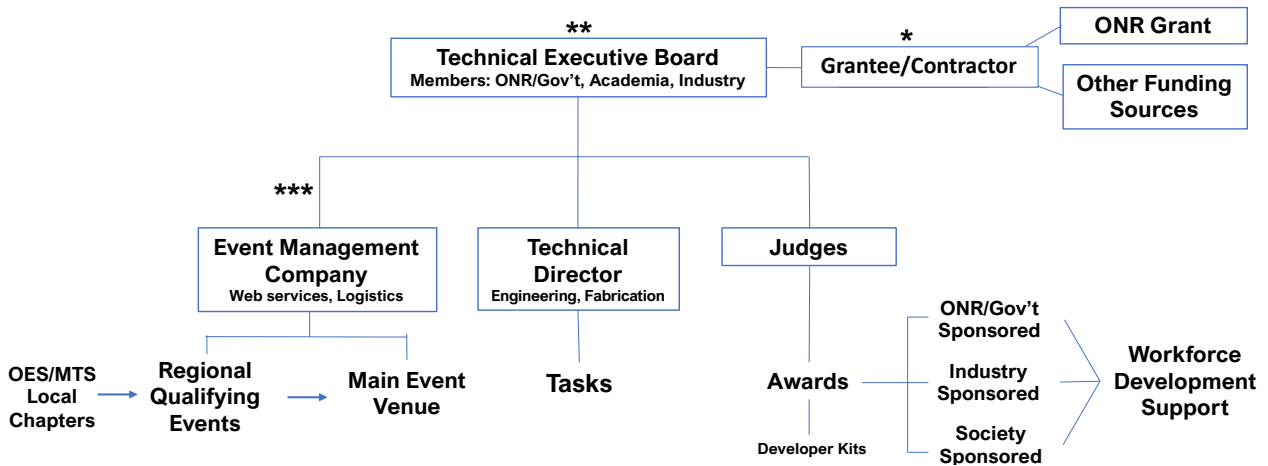 **
Technical Executive Board
Members: ONR/Gov't, Academia, Industry
*
Grantee/Contractor
ONR Grant
Other Funding
Sources
***
Event Management
Company
Web services, Logistics
Technical
Director
Engineering, Fabrication
Judges
OES/MTS
Local
Chapters
Regional
Qualifying
Events
Main Event
Venue
Tasks
Awards
Developer Kits
ONR/Gov't
Sponsored
Industry
Sponsored
Society
Sponsored
Workforce
Development
Support